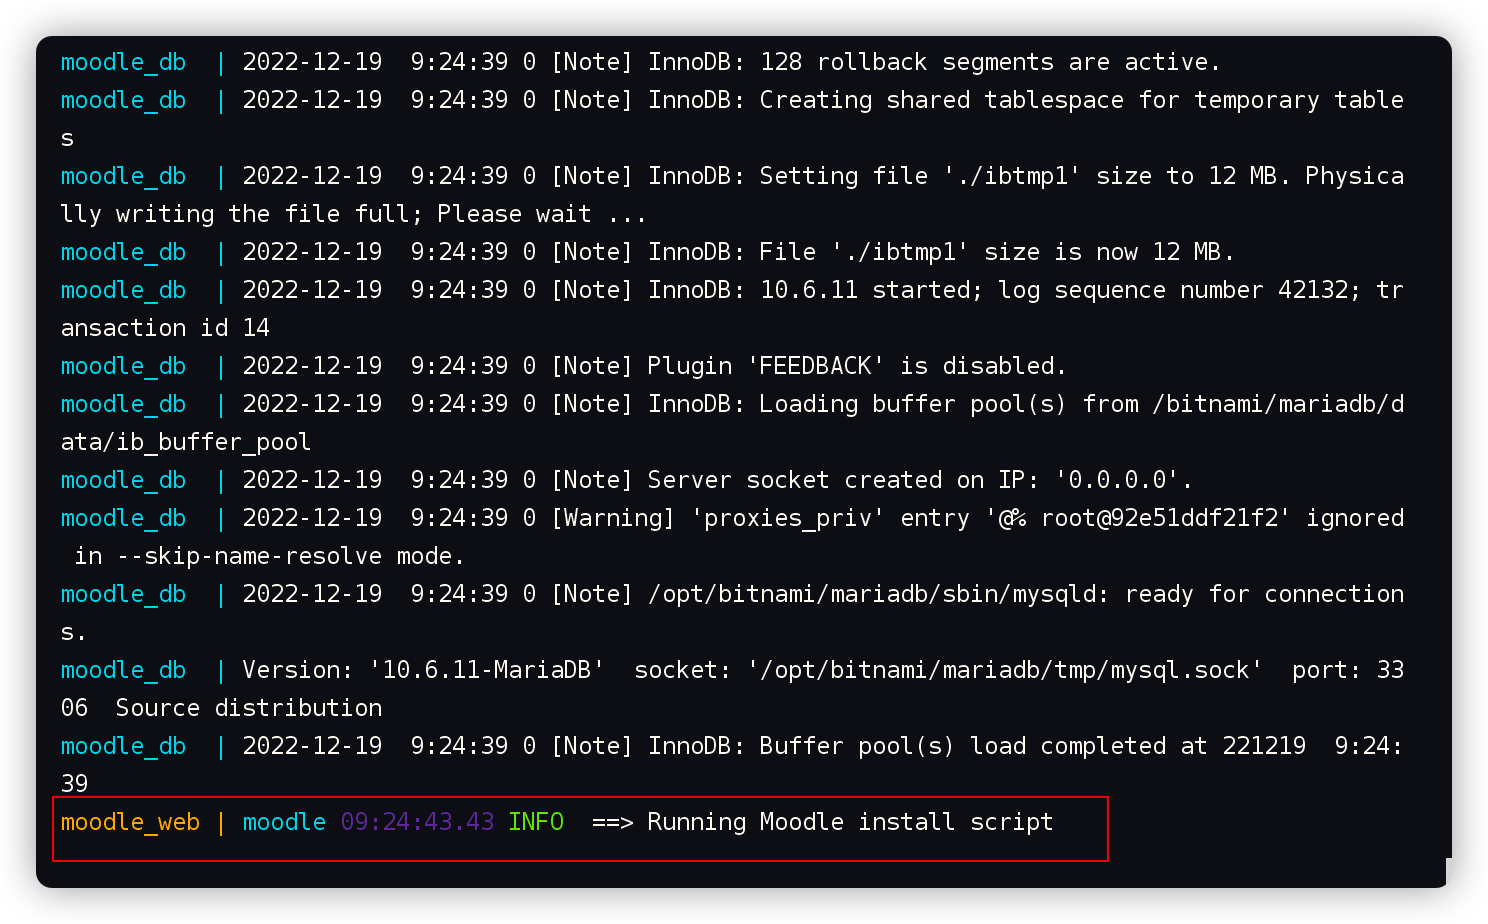 moodle_db  | 2022-12-19  9:24:39 0 [Note] InnoDB: 128 rollback segments are active.
moodle_db  | 2022-12-19  9:24:39 0 [Note] InnoDB: Creating shared tablespace for temporary table
s
moodle_db  | 2022-12-19  9:24:39 0 [Note] InnoDB: Setting file './ibtmp1' size to 12 MB. Physica
lly writing the file full; Please wait ...
moodle_db  | 2022-12-19  9:24:39 0 [Note] InnoDB: File './ibtmp1' size is now 12 MB.
moodle_db  | 2022-12-19  9:24:39 0 [Note] InnoDB: 10.6.11 started; log sequence number 42132; tr
ansaction id 14
moodle_db  | 2022-12-19  9:24:39 0 [Note] Plugin 'FEEDBACK' is disabled.
moodle_db  | 2022-12-19  9:24:39 0 [Note] InnoDB: Loading buffer pool(s) from /bitnami/mariadb/d
ata/ib_buffer_pool
moodle_db  | 2022-12-19  9:24:39 0 [Note] Server socket created on IP: '0.0.0.0'.
moodle_db  | 2022-12-19  9:24:39 0 [Warning] 'proxies_priv' entry '@% root@92e51ddf21f2' ignored
 in --skip-name-resolve mode.
moodle_db  | 2022-12-19  9:24:39 0 [Note] /opt/bitnami/mariadb/sbin/mysqld: ready for connection
s.
moodle_db  | Version: '10.6.11-MariaDB'  socket: '/opt/bitnami/mariadb/tmp/mysql.sock'  port: 33
06  Source distribution
moodle_db  | 2022-12-19  9:24:39 0 [Note] InnoDB: Buffer pool(s) load completed at 221219  9:24:
39
moodle_web | moodle 09:24:43.43 INFO  ==> Running Moodle install script